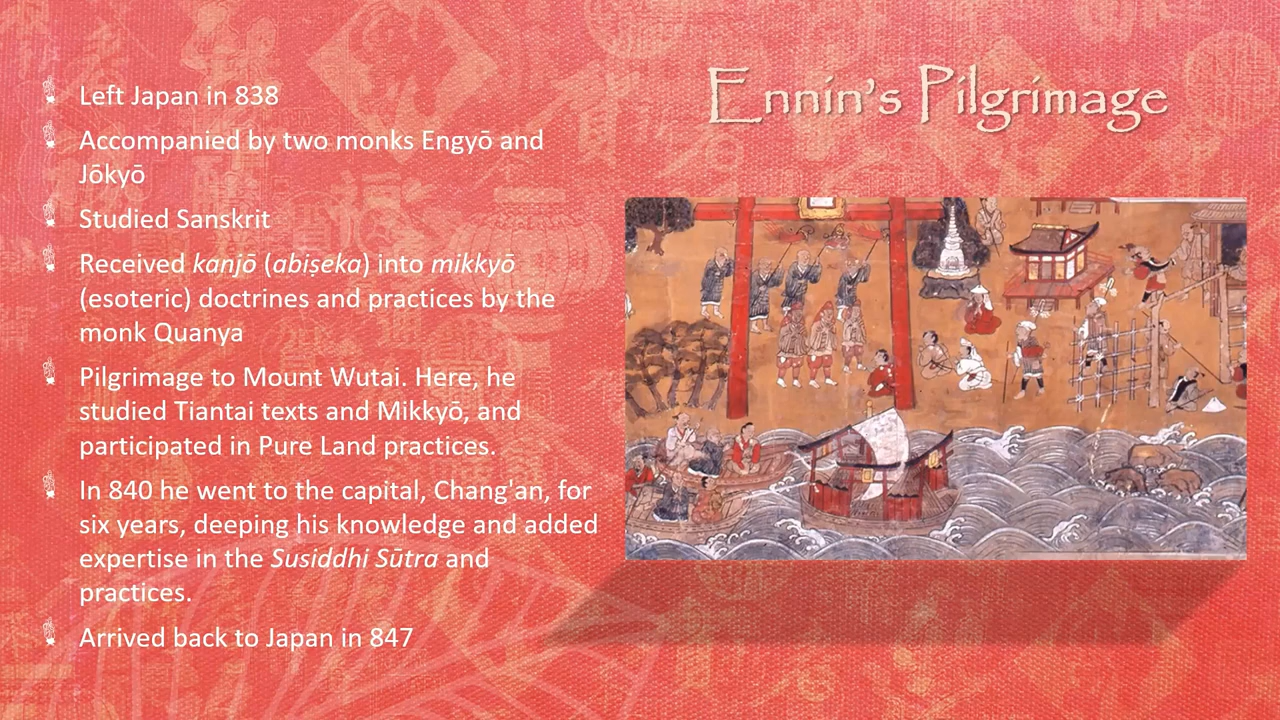 Ennin's Pilgrimage
Left Japan in 838
Accompanied by two monks Engyō and
Jōkyō
Studied Sanskrit
Received kanjō (abiṣeka) into mikkyō
(esoteric) doctrines and practices by the
monk Quanya
Pilgrimage to Mount Wutai. Here, he
studied Tiantai texts and Mikkyō, and
participated in Pure Land practices.
In 840 he went to the capital, Chang'an, for
six years, deeping his knowledge and added
expertise in the Susiddhi Sūtra and
practices.
Arrived back to Japan in 847